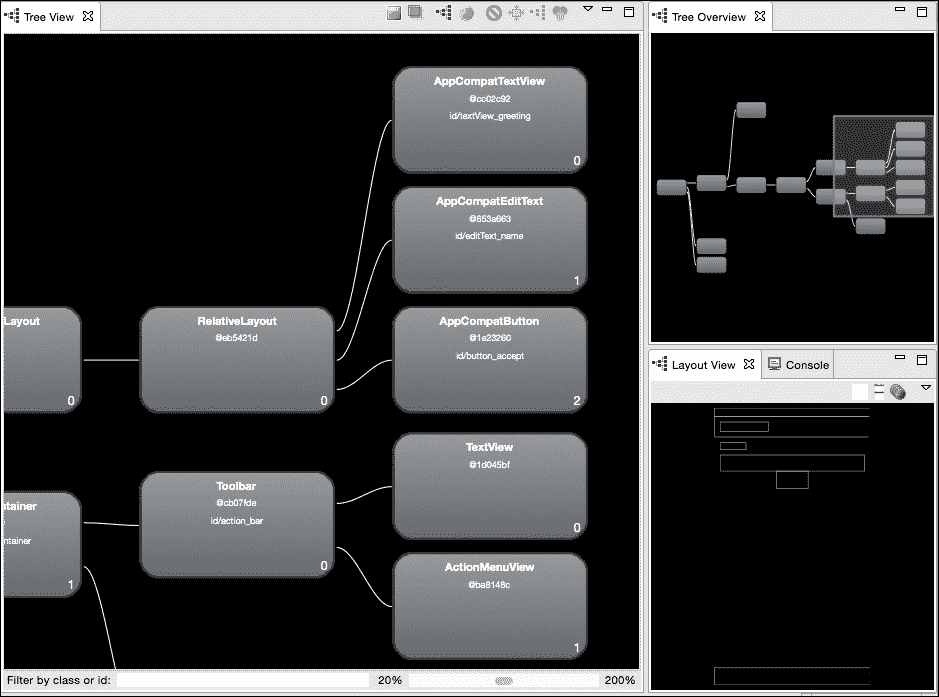 Tree View
Tree Overview
AppCompatTextView
@cc02c92
id/textView_greeting
0
AppCompatEditText
@653a663
id/editText_name
1
Layout
0
RelativeLayout
@eb5421d
0
AppCompatButton
@1e23260
id/button_accept
2
ntainer
ntainer
1
Toolbar
@cb07fde
id/action_bar
0
TextView
@1d045bf
0
ActionMenuView
@ba8148c
1
Layout View
Console
Filter by class or id:
20%
200%